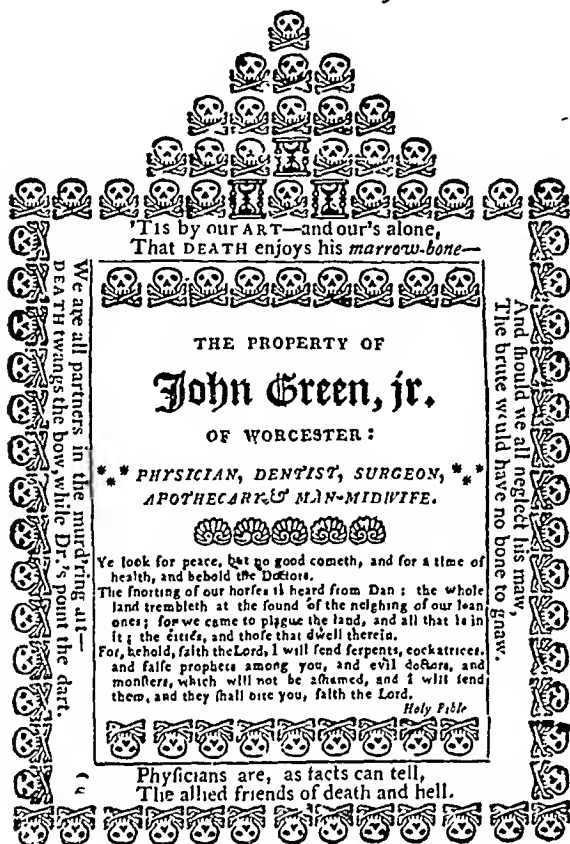 'Tis by our ART—and our's alone,
That DEATH enjoys his marrow-bone—
And ſhould we all neglect his maw,
The brute would have no bone to gnaw.
We are all partners in the murd'ring art—
DEATH twangs the bow, while Dr.'s point the dart.
THE PROPERTY OF
John Green, jr.
OF WORCESTER:
*** PHYSICIAN, DENTIST, SURGEON, ***
APOTHECARY & MAN-MIDWIFE.
Ye look for peace, but no good cometh, and for a time of
health, and behold the Doctors.
The ſnorting of our horſes is heard from Dan: the whole
land trembleth at the ſound of the neighing of our lean
ones; for we come to plague the land, and all that is in
it; the cities, and thoſe that dwell therein.
For, behold, ſaith the Lord, I will ſend ſerpents, cockatrices,
and falſe prophets among you, and evil doctors, and
monſters, which will not be aſhamed, and I will ſend
them, and they ſhall bite you, ſaith the Lord.
Holy Bible
Phyſicians are, as facts can tell,
The allied friends of death and hell.